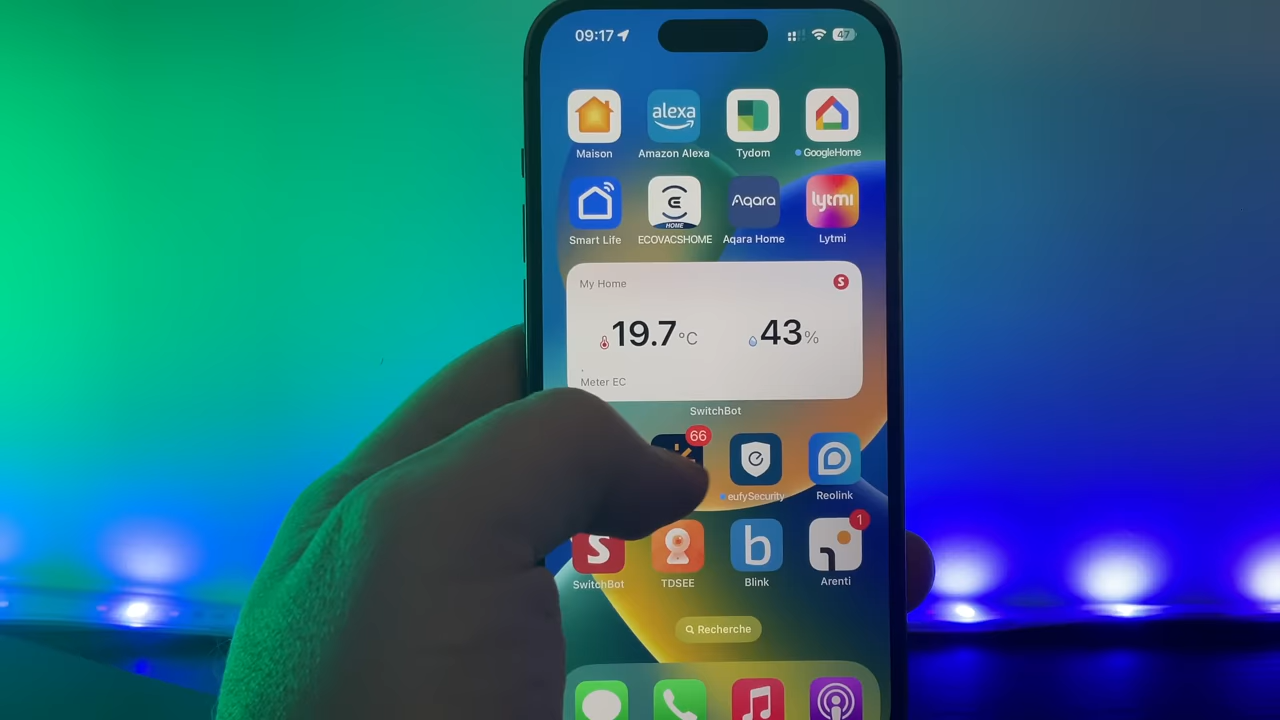 09:17
47
alexa
Maison
Amazon Alexa
Tydom
GoogleHome
HOME
Aqara
lytmi
Smart Life
ECOVACSHOME
Aqara Home
Lytmi
My Home
S
19.7°C
43%
Meter EC
SwitchBot
66
eufySecurity
Reolink
S
b
1
SwitchBot
TDSEE
Blink
Arenti
Recherche